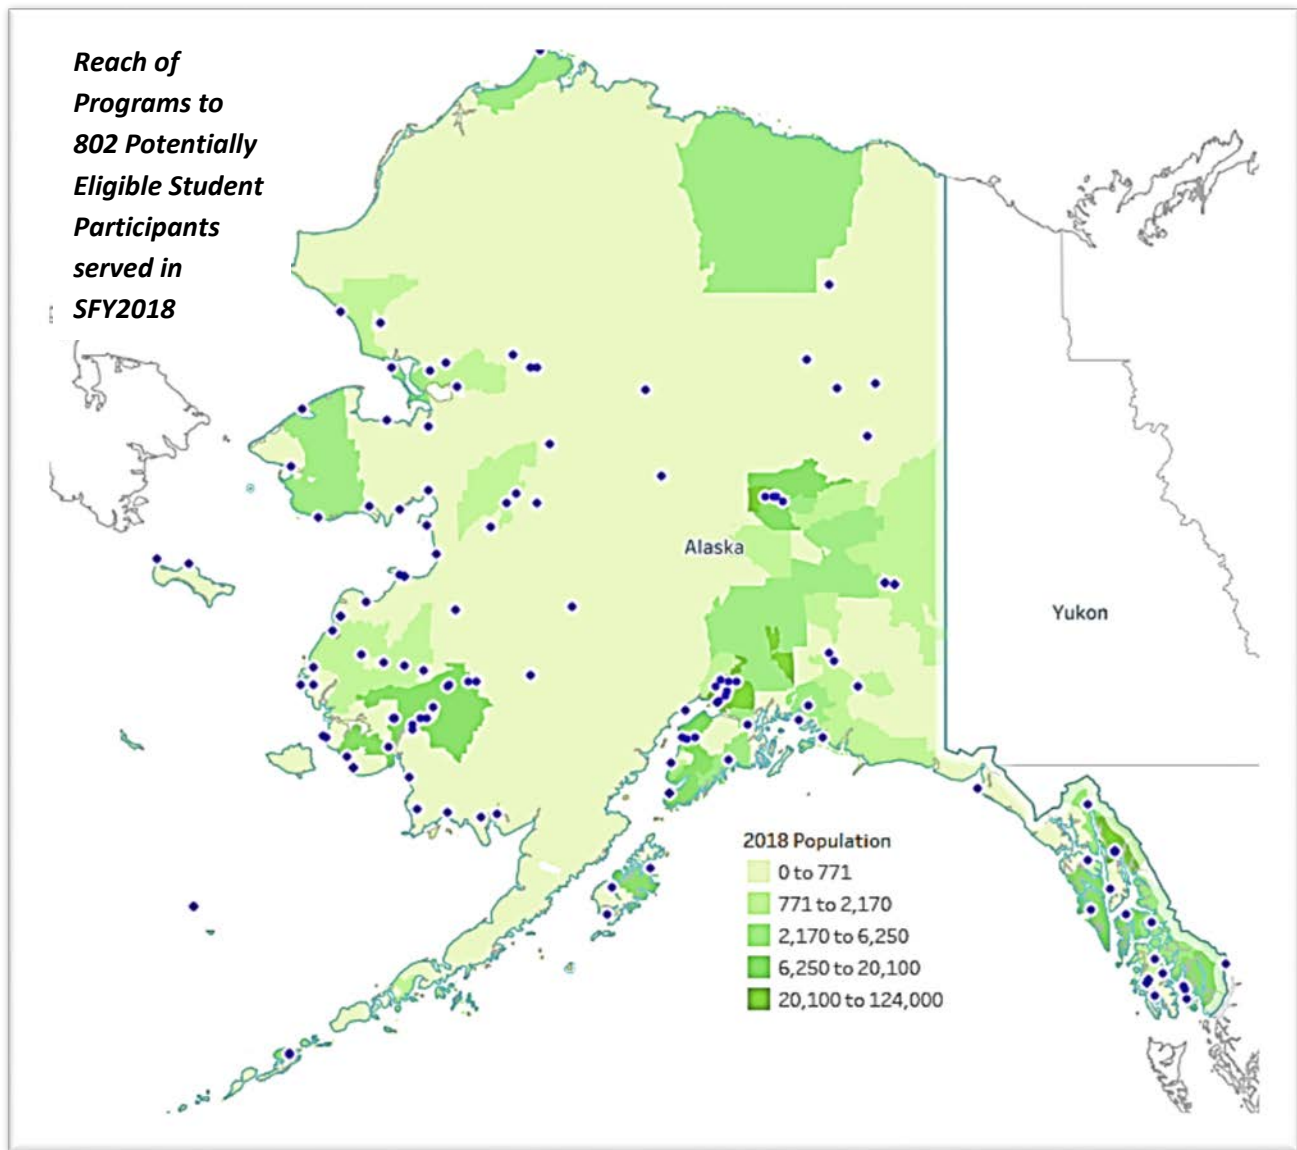 Reach of
Programs to
802 Potentially
Eligible Student
Participants
served in
SFY2018
Alaska
Yukon
2018 Population
0 to 771
771 to 2,170
2,170 to 6,250
6,250 to 20,100
20,100 to 124,000